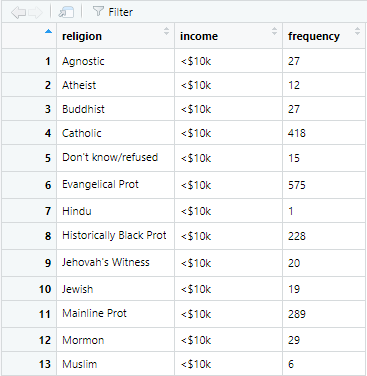 Filter
religion income frequency
1 Agnostic <$10k 27
2 Atheist <$10k 12
3 Buddhist <$10k 27
4 Catholic <$10k 418
5 Don't know/refused <$10k 15
6 Evangelical Prot <$10k 575
7 Hindu <$10k 1
8 Historically Black Prot <$10k 228
9 Jehovah's Witness <$10k 20
10 Jewish <$10k 19
11 Mainline Prot <$10k 289
12 Mormon <$10k 29
13 Muslim <$10k 6